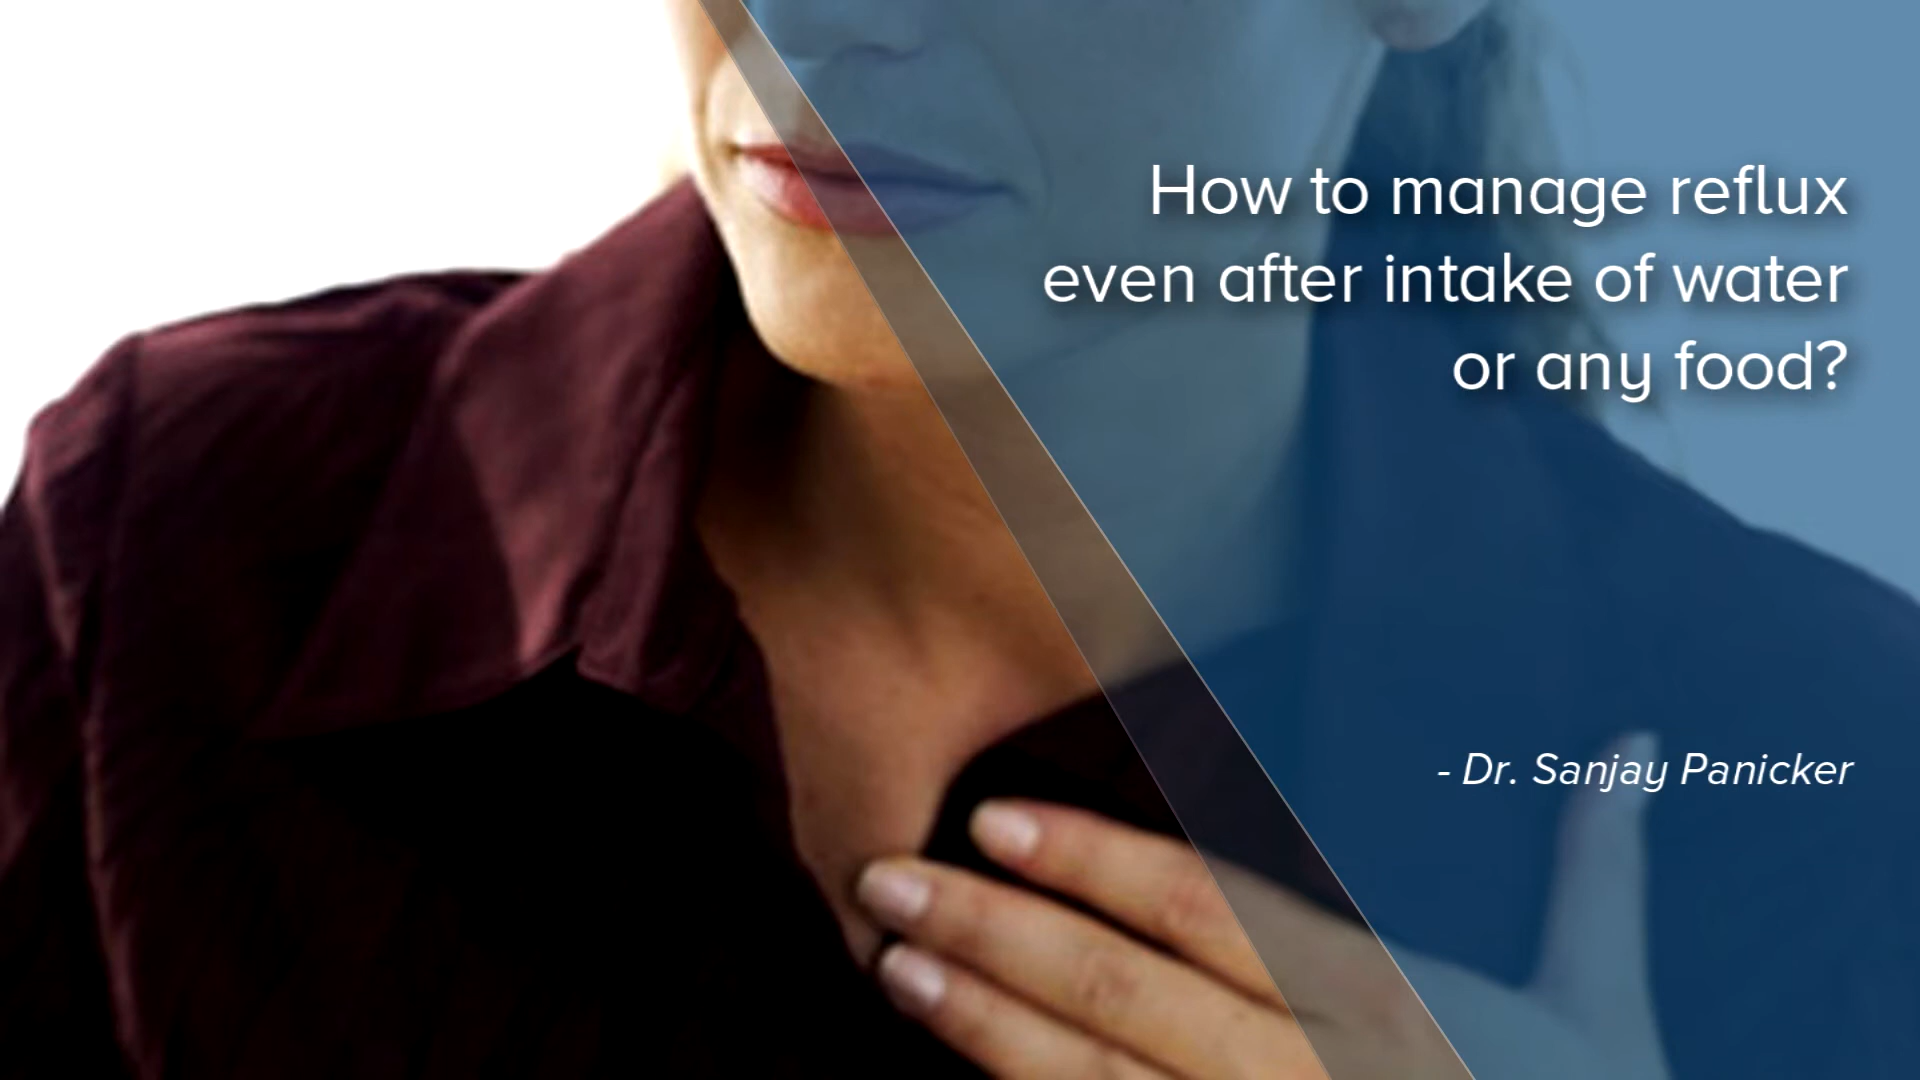 How to manage reflux
even after intake of water
or any food?
- Dr. Sanjay Panicker